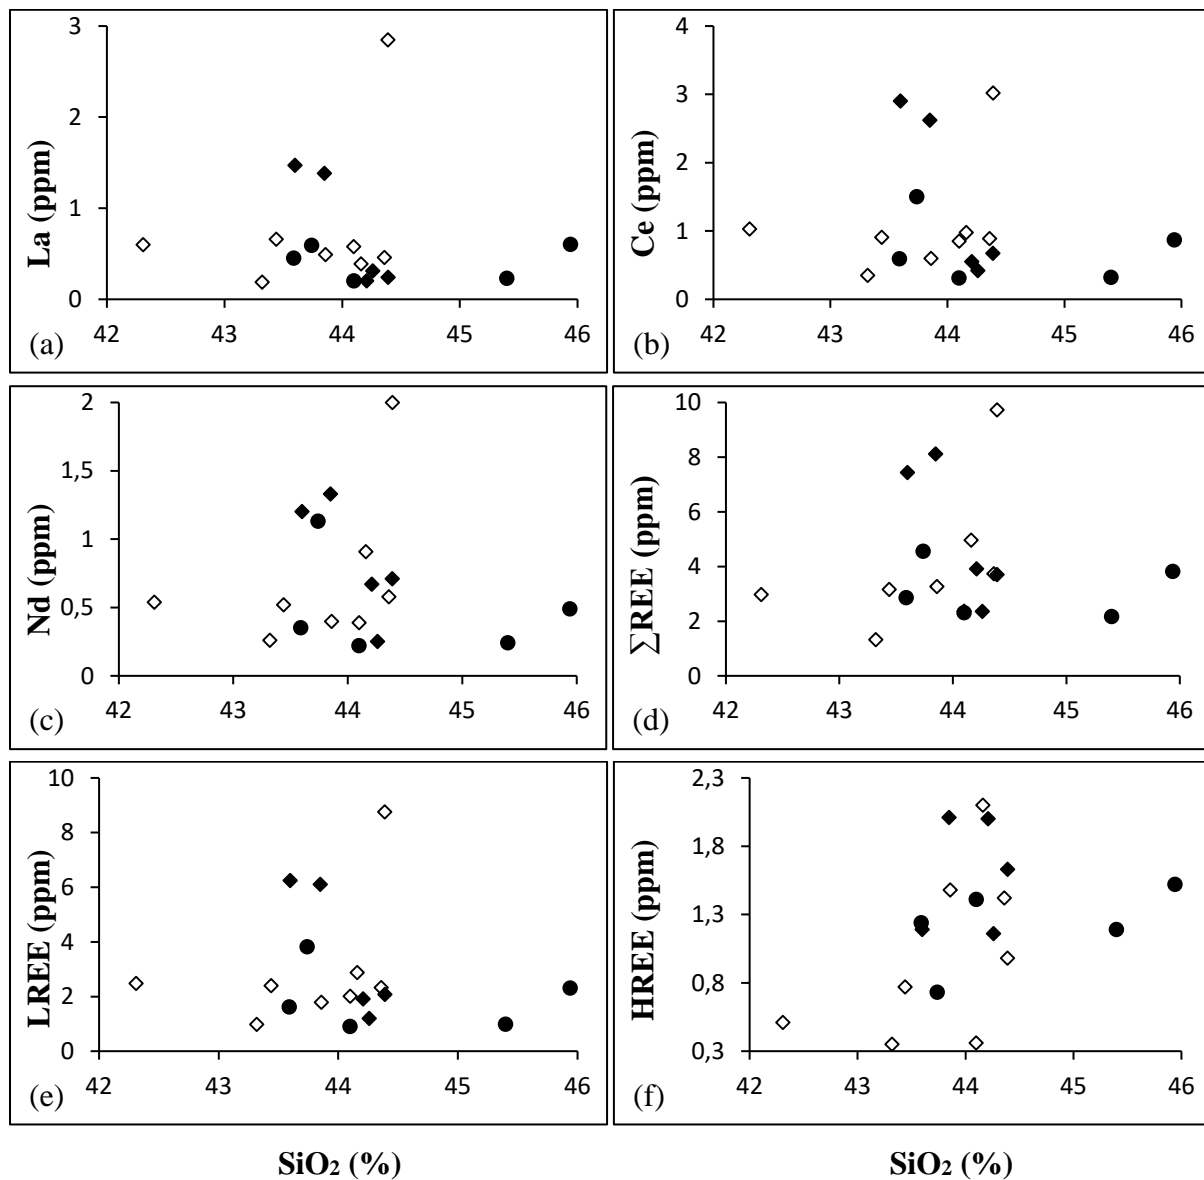 3
2
1
0
La (ppm)
42 43 44 45 46
(a)
4
3
2
1
0
Ce (ppm)
42 43 44 45 46
(b)
2
1,5
1
0,5
0
Nd (ppm)
42 43 44 45 46
(c)
10
8
6
4
2
0
∑REE (ppm)
42 43 44 45 46
(d)
10
8
6
4
2
0
LREE (ppm)
42 43 44 45 46
(e)
2,3
1,8
1,3
0,8
0,3
HREE (ppm)
42 43 44 45 46
(f)
SiO₂ (%)
SiO₂ (%)